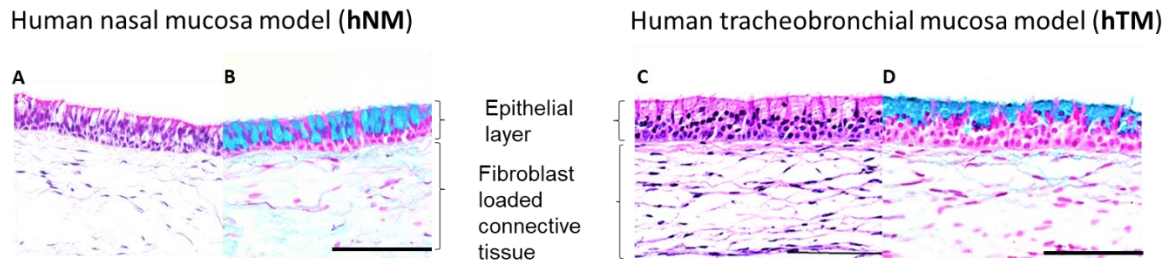 Human nasal mucosa model (hNM)
Human tracheobronchial mucosa model (hTM)
A
B
C
D
Epithelial
layer
Fibroblast
loaded
connective
tissue